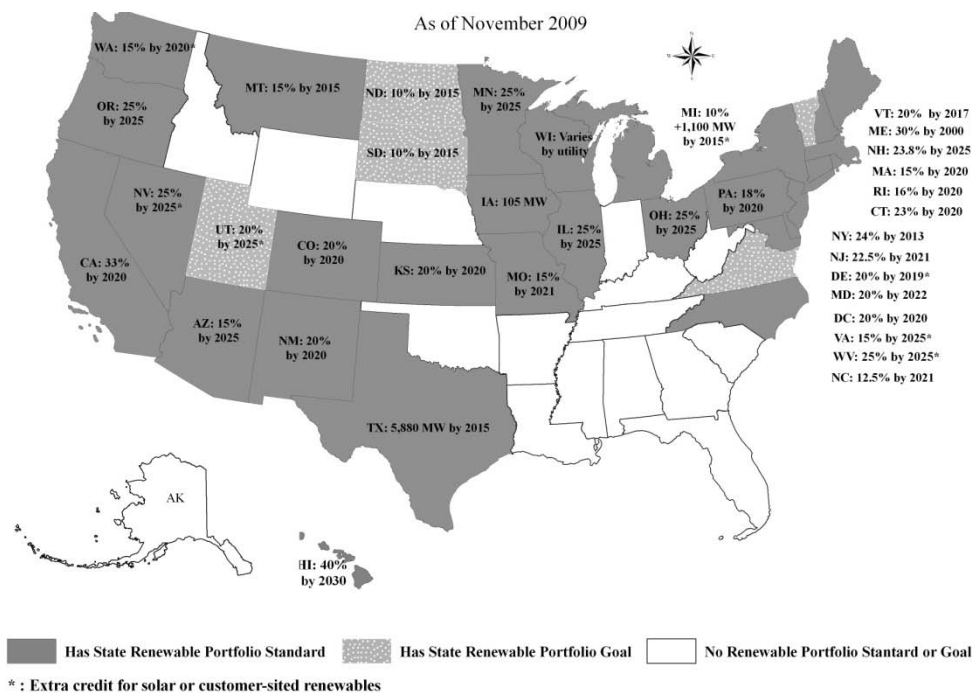 As of November 2009
WA: 15% by 2020*
OR: 25%
by 2025
MT: 15% by 2015
ND: 10% by 2015
SD: 10% by 2015
MN: 25%
by 2025
WI: Varies
by utility
MI: 10%
+1,100 MW
by 2015*
NV: 25%
by 2025*
UT: 20%
by 2025*
CA: 33%
by 2020
CO: 20%
by 2020
KS: 20% by 2020
IA: 105 MW
IL: 25%
by 2025
MO: 15%
by 2021
OH: 25%
by 2025
PA: 18%
by 2020
AZ: 15%
by 2025
NM: 20%
by 2020
TX: 5,880 MW by 2015
AK
HI: 40%
by 2030
VT: 20% by 2017
ME: 30% by 2000
NH: 23.8% by 2025
MA: 15% by 2020
RI: 16% by 2020
CT: 23% by 2020
NY: 24% by 2013
NJ: 22.5% by 2021
DE: 20% by 2019*
MD: 20% by 2022
DC: 20% by 2020
VA: 15% by 2025*
WV: 25% by 2025*
NC: 12.5% by 2021
Has State Renewable Portfolio Standard
Has State Renewable Portfolio Goal
No Renewable Portfolio Stantard or Goal
* : Extra credit for solar or customer-sited renewables